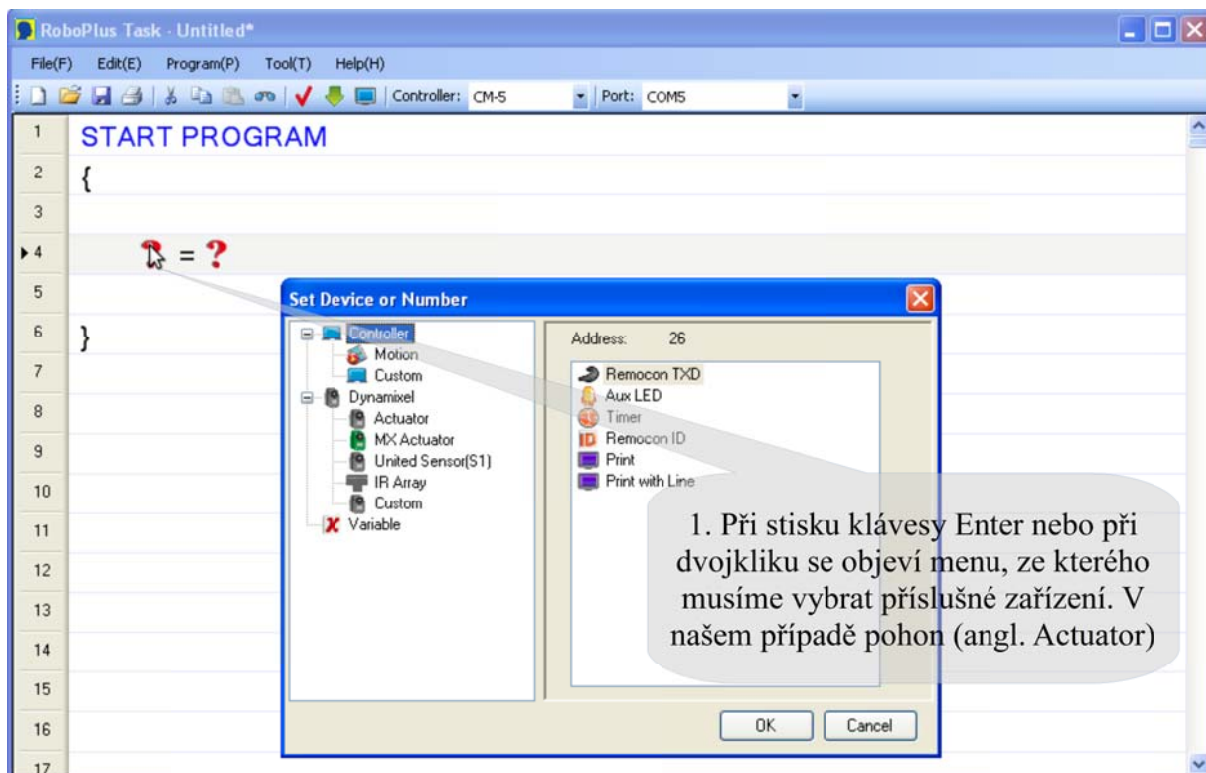 RoboPlus Task - Untitled*
File(F) Edit(E) Program(P) Tool(T) Help(H)
Controller: CM-5 Port: COM5
1 START PROGRAM
2 {
3
4 ? = ?
5
6 }
7
8
9
10
11
12
13
14
15
16
17
Set Device or Number
Controller
Motion
Custom
Dynamixel
Actuator
MX Actuator
United Sensor(S1)
IR Array
Custom
Variable
Address: 26
Remocon TXD
Aux LED
Timer
ID Remocon ID
Print
Print with Line
OK Cancel
1. Při stisku klávesy Enter nebo při
dvojkliku se objeví menu, ze kterého
musíme vybrat příslušné zařízení. V
našem případě pohon (angl. Actuator)